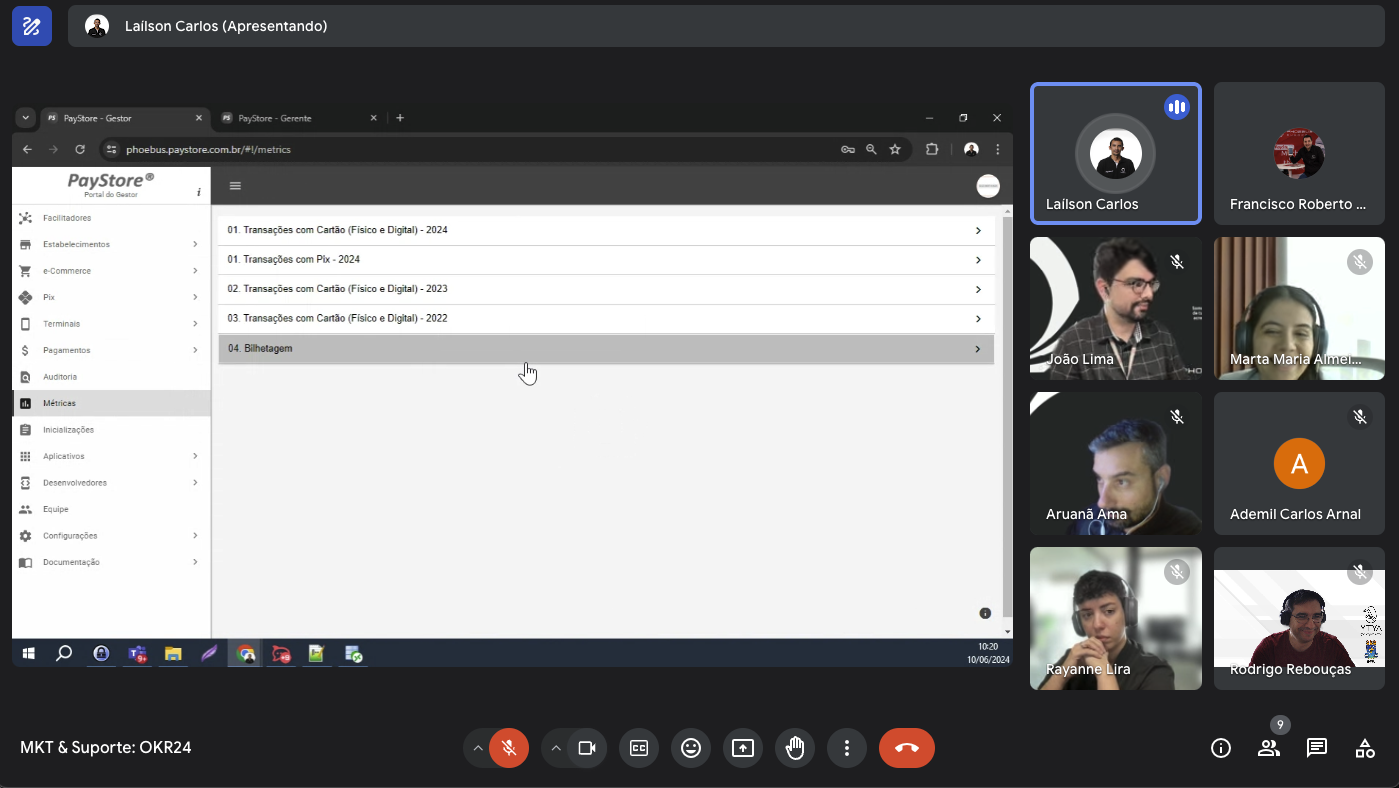 Laílson Carlos (Apresentando)
PayStore - Gestor
PayStore - Gerente
phoebus.paystore.com.br/#!/metrics
PayStore®
Portal do Gestor
i
Facilitadores
Estabelecimentos
e-Commerce
Pix
Terminais
Pagamentos
Auditoria
Métricas
Inicializações
Aplicativos
Desenvolvedores
Equipe
Configurações
Documentação
01. Transações com Cartão (Físico e Digital) - 2024
01. Transações com Pix - 2024
02. Transações com Cartão (Físico e Digital) - 2023
03. Transações com Cartão (Físico e Digital) - 2022
04. Bilhetagem
10:20
10/06/2024
Laílson Carlos
Francisco Roberto ...
João Lima
Marta Maria Almei...
Aruanã Ama
A
Ademil Carlos Arnal
Rayanne Lira
Rodrigo Rebouças
MKT & Suporte: OKR24
9